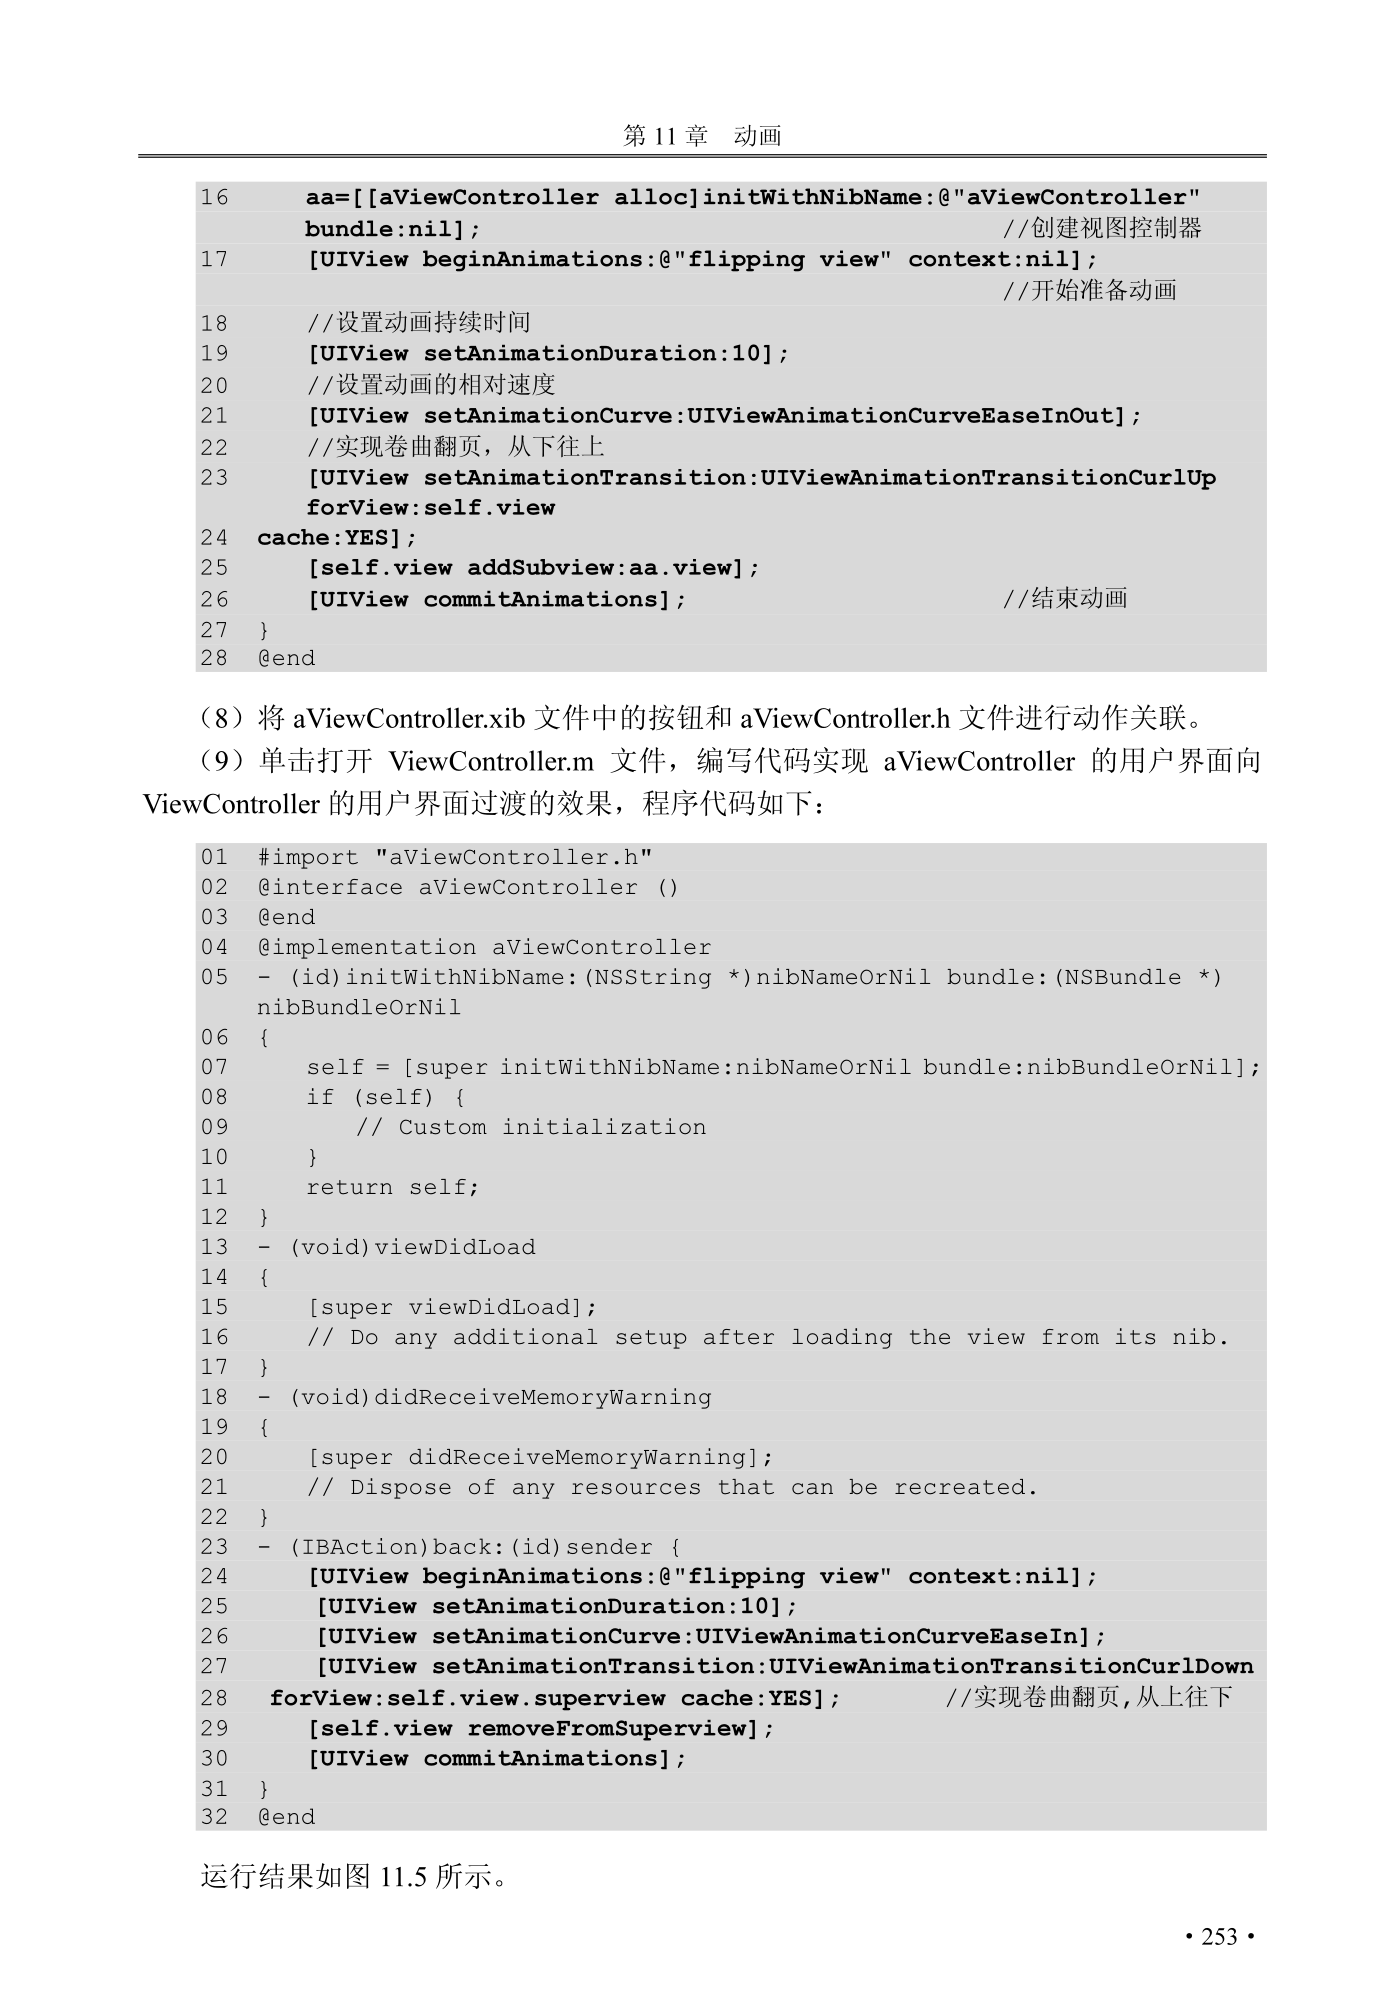 第 11 章　动画
16 aa=[[aViewController alloc]initWithNibName:@"aViewController"
bundle:nil]; //创建视图控制器
17 [UIView beginAnimations:@"flipping view" context:nil];
//开始准备动画
18 //设置动画持续时间
19 [UIView setAnimationDuration:10];
20 //设置动画的相对速度
21 [UIView setAnimationCurve:UIViewAnimationCurveEaseInOut];
22 //实现卷曲翻页，从下往上
23 [UIView setAnimationTransition:UIViewAnimationTransitionCurlUp
forView:self.view
24 cache:YES];
25 [self.view addSubview:aa.view];
26 [UIView commitAnimations]; //结束动画
27 }
28 @end
（8）将 aViewController.xib 文件中的按钮和 aViewController.h 文件进行动作关联。
（9）单击打开 ViewController.m 文件，编写代码实现 aViewController 的用户界面向
ViewController 的用户界面过渡的效果，程序代码如下：
01 #import "aViewController.h"
02 @interface aViewController ()
03 @end
04 @implementation aViewController
05 - (id)initWithNibName:(NSString *)nibNameOrNil bundle:(NSBundle *)
nibBundleOrNil
06 {
07 self = [super initWithNibName:nibNameOrNil bundle:nibBundleOrNil];
08 if (self) {
09 // Custom initialization
10 }
11 return self;
12 }
13 - (void)viewDidLoad
14 {
15 [super viewDidLoad];
16 // Do any additional setup after loading the view from its nib.
17 }
18 - (void)didReceiveMemoryWarning
19 {
20 [super didReceiveMemoryWarning];
21 // Dispose of any resources that can be recreated.
22 }
23 - (IBAction)back:(id)sender {
24 [UIView beginAnimations:@"flipping view" context:nil];
25 [UIView setAnimationDuration:10];
26 [UIView setAnimationCurve:UIViewAnimationCurveEaseIn];
27 [UIView setAnimationTransition:UIViewAnimationTransitionCurlDown
28 forView:self.view.superview cache:YES]; //实现卷曲翻页,从上往下
29 [self.view removeFromSuperview];
30 [UIView commitAnimations];
31 }
32 @end
运行结果如图 11.5 所示。
• 253 •